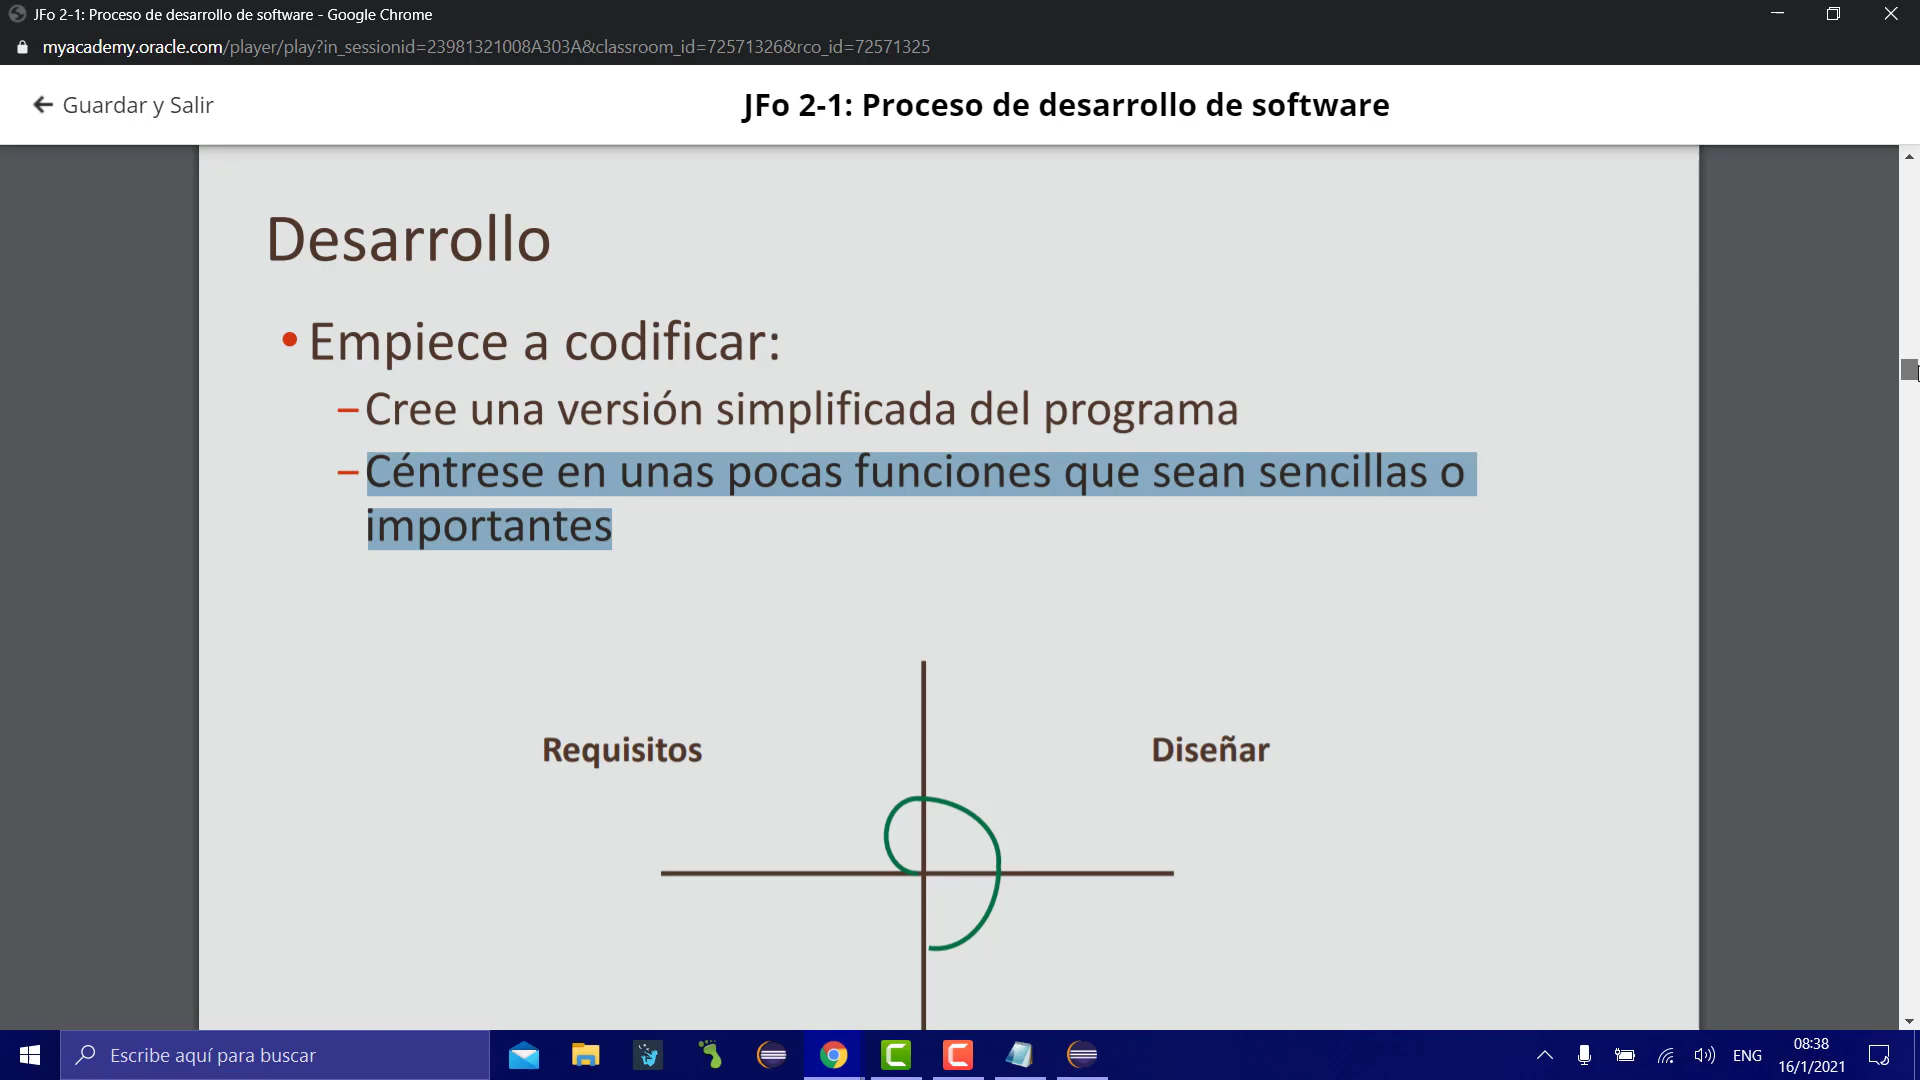 JFo 2-1: Proceso de desarrollo de software - Google Chrome
myacademy.oracle.com/player/play?in_sessionid=23981321008A303A&classroom_id=72571326&rco_id=72571325
Guardar y Salir
JFo 2-1: Proceso de desarrollo de software
Desarrollo
• Empiece a codificar:
– Cree una versión simplificada del programa
– Céntrese en unas pocas funciones que sean sencillas o
importantes
Requisitos
Diseñar
Escribe aquí para buscar
ENG
08:38
16/1/2021